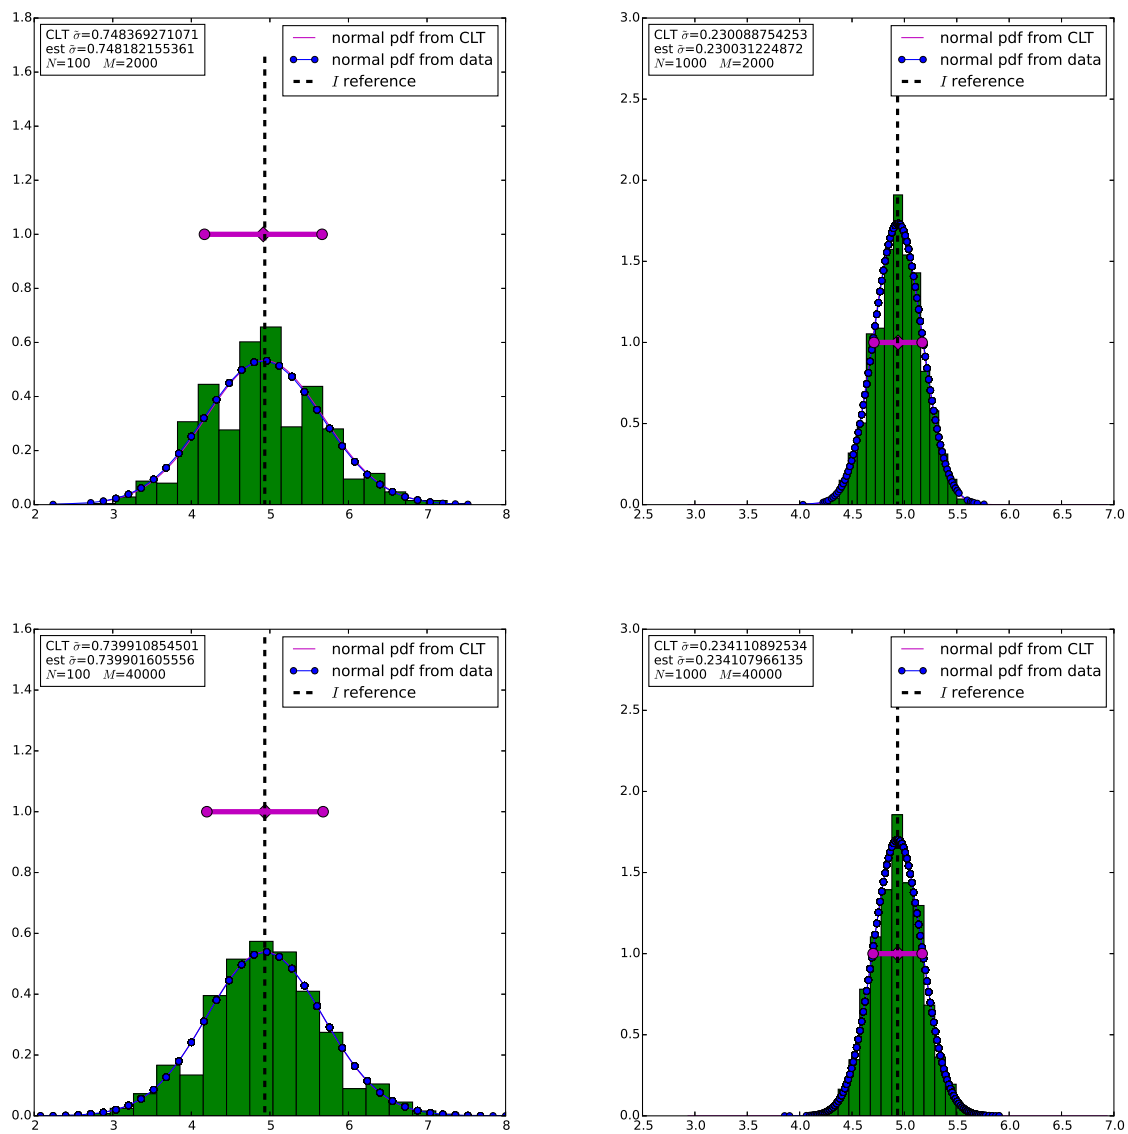 1.8
1.6
1.4
1.2
1.0
0.8
0.6
0.4
0.2
0.0
2 3 4 5 6 7 8
CLT σ̃=0.748369271071
est σ̃=0.748182155361
N=100 M=2000
normal pdf from CLT
normal pdf from data
I reference
3.0
2.5
2.0
1.5
1.0
0.5
0.0
2.5 3.0 3.5 4.0 4.5 5.0 5.5 6.0 6.5 7.0
CLT σ̃=0.230088754253
est σ̃=0.230031224872
N=1000 M=2000
normal pdf from CLT
normal pdf from data
I reference
1.6
1.4
1.2
1.0
0.8
0.6
0.4
0.2
0.0
2 3 4 5 6 7 8
CLT σ̃=0.739910854501
est σ̃=0.739901605556
N=100 M=40000
normal pdf from CLT
normal pdf from data
I reference
3.0
2.5
2.0
1.5
1.0
0.5
0.0
2.5 3.0 3.5 4.0 4.5 5.0 5.5 6.0 6.5 7.0
CLT σ̃=0.234110892534
est σ̃=0.234107966135
N=1000 M=40000
normal pdf from CLT
normal pdf from data
I reference